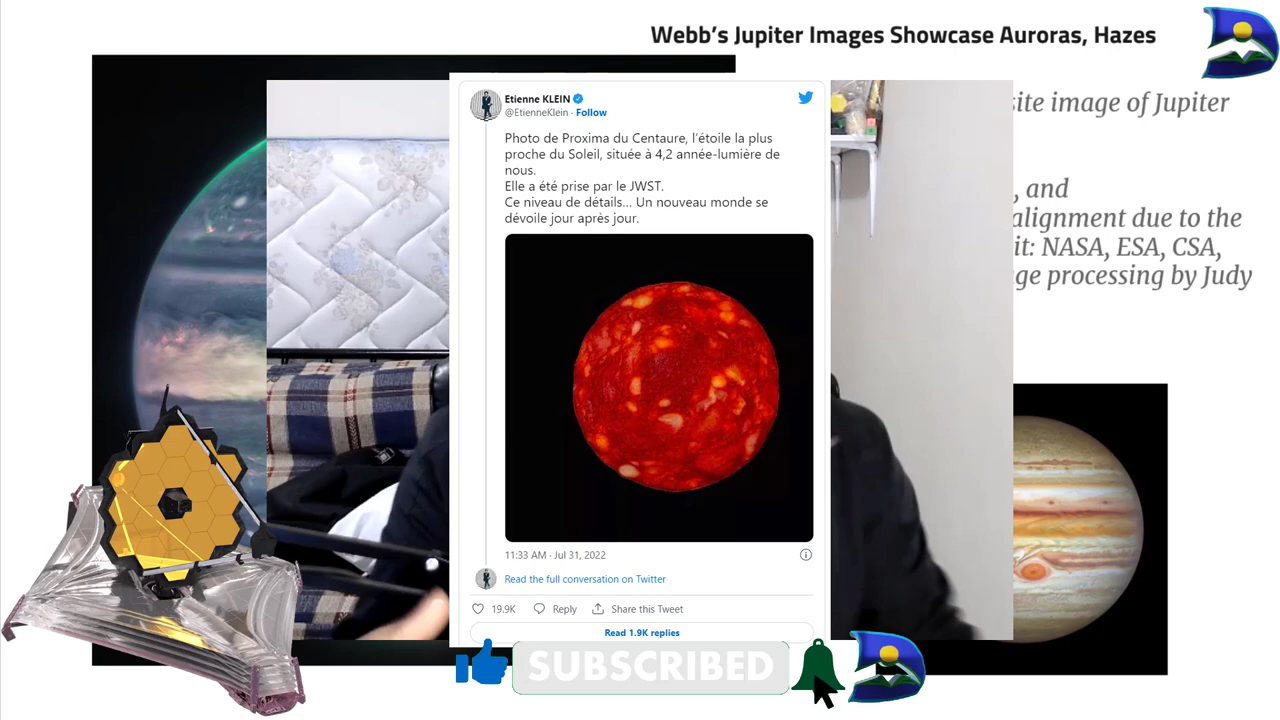 Webb's Jupiter Images Showcase Auroras, Hazes
site image of Jupiter
, and
alignment due to the
it: NASA, ESA, CSA,
ge processing by Judy
Etienne KLEIN
@EtienneKlein · Follow
Photo de Proxima du Centaure, l'étoile la plus
proche du Soleil, située à 4,2 année-lumière de
nous.
Elle a été prise par le JWST.
Ce niveau de détails... Un nouveau monde se
dévoile jour après jour.
11:33 AM · Jul 31, 2022
Read the full conversation on Twitter
19.9K Reply Share this Tweet
Read 1.9K replies
SUBSCRIBED